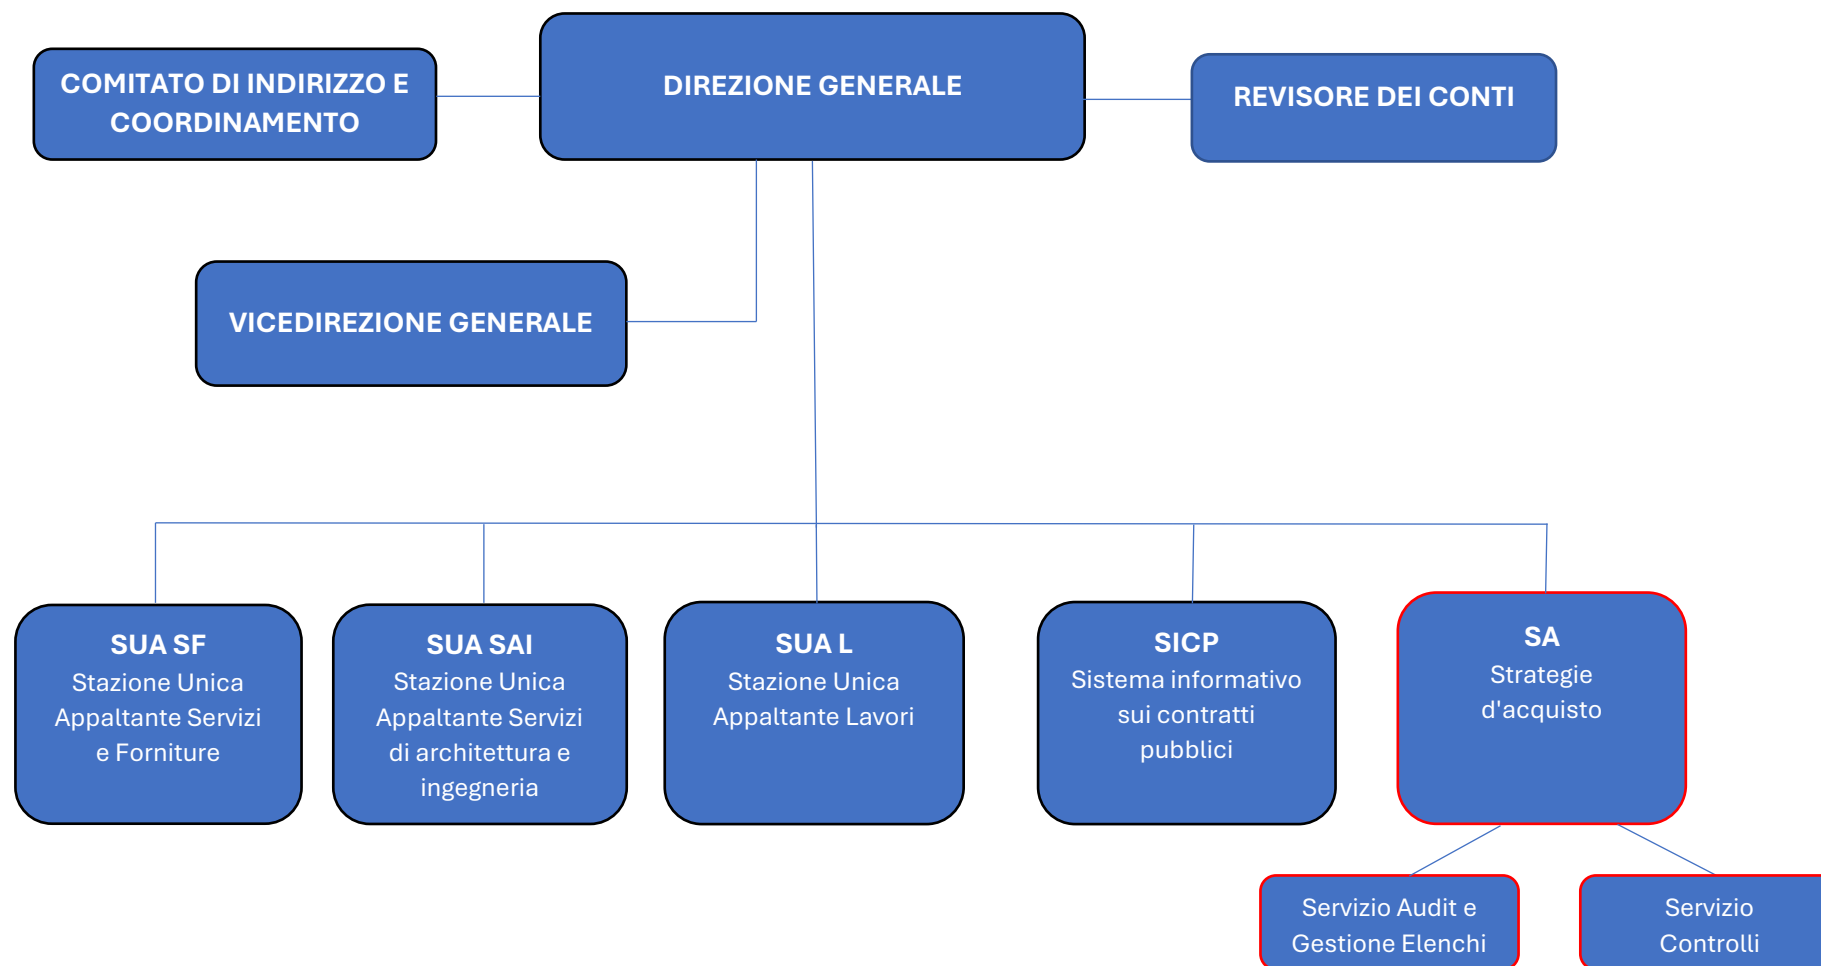 COMITATO DI INDIRIZZO E
COORDINAMENTO
DIREZIONE GENERALE
REVISORE DEI CONTI
VICEDIREZIONE GENERALE
SUA SF
Stazione Unica
Appaltante Servizi
e Forniture
SUA SAI
Stazione Unica
Appaltante Servizi
di architettura e
ingegneria
SUA L
Stazione Unica
Appaltante Lavori
SICP
Sistema informativo
sui contratti
pubblici
SA
Strategie
d'acquisto
Servizio Audit e
Gestione Elenchi
Servizio
Controlli